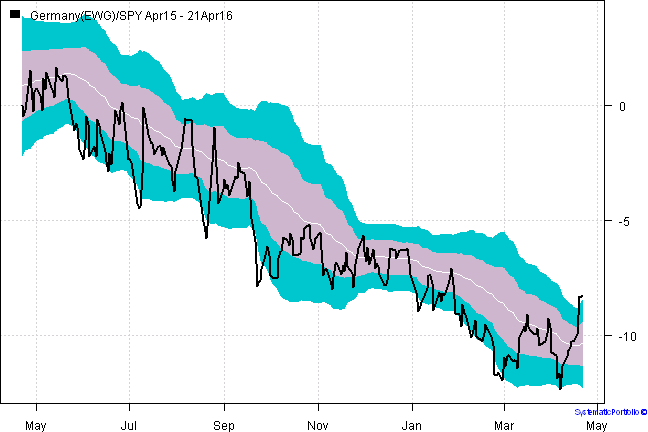 Germany(EWG)/SPY Apr15 - 21Apr16
0
-5
-10
SystematicPortfolio ©
May Jul Sep Nov Jan Mar May